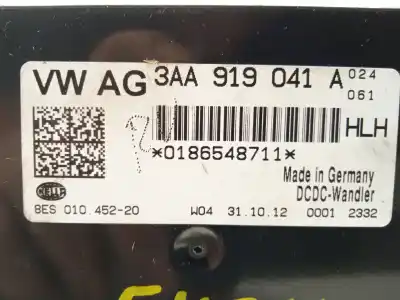 VW AG 3AA 919 041 A 024
061
HLH
*0186548711*
Made in Germany
DCDC-Wandler
HELLA
8ES 010.452-20 W04 31.10.12 0001 2332